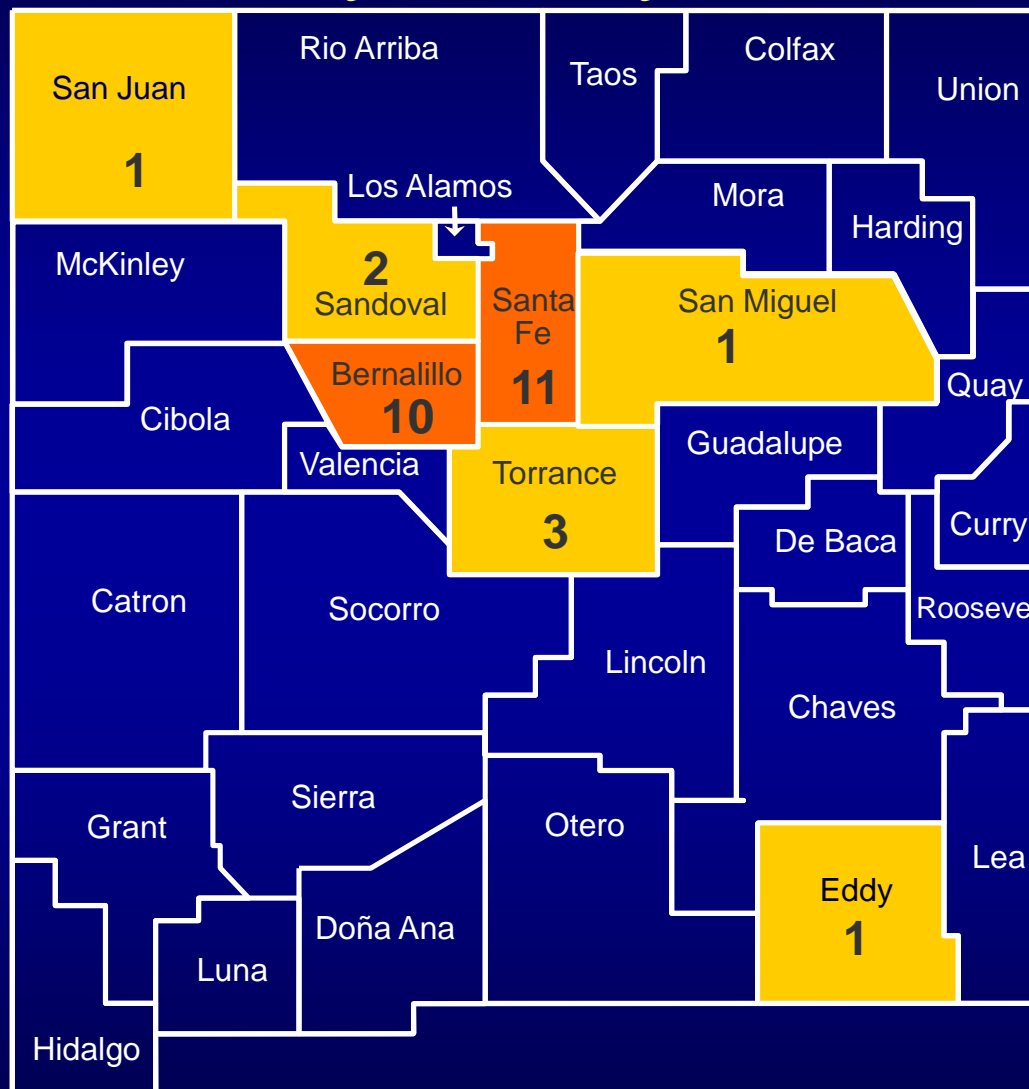 Rio Arriba
Colfax
Taos
San Juan
Union
1
Los Alamos
Mora
Harding
McKinley
2
Sandoval
Santa
Fe
San Miguel
1
Bernalillo
10
11
Quay
Cibola
Guadalupe
Valencia
Torrance
3
Curry
De Baca
Catron
Socorro
Lincoln
Chaves
Sierra
Grant
Otero
Lea
Eddy
1
Doña Ana
Luna
Hidalgo